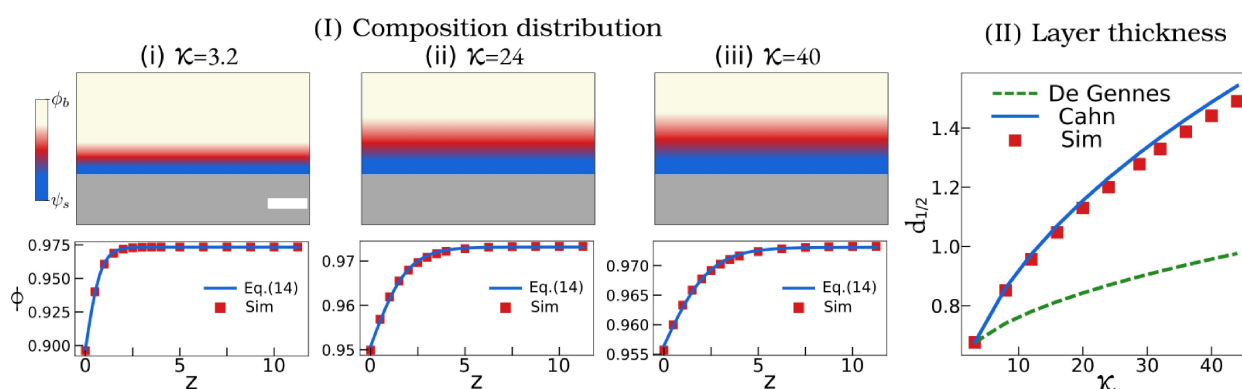 (I) Composition distribution
(i) 𝒦=3.2
(ii) 𝒦=24
(iii) 𝒦=40
ϕb
ψs
0.975
0.950
0.925
0.900
ϕ
Eq.(14)
Sim
0
5
10
z
0.97
0.96
0.95
Eq.(14)
Sim
0
5
10
z
0.970
0.965
0.960
0.955
Eq.(14)
Sim
0
5
10
z
(II) Layer thickness
De Gennes
Cahn
Sim
1.4
1.2
1.0
0.8
d1/2
10
20
30
40
𝒦